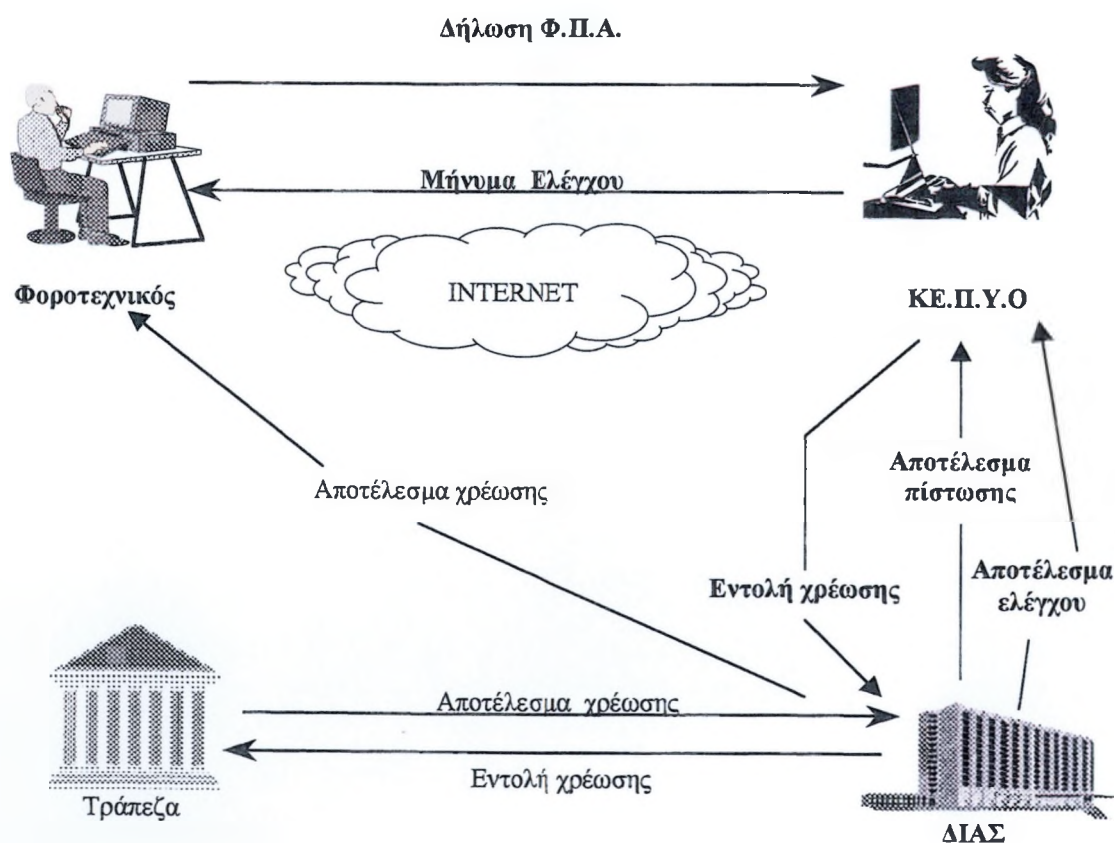 Δήλωση Φ.Π.Α.
Μήνυμα Ελέγχου
INTERNET
Φοροτεχνικός
ΚΕ.Π.Υ.Ο
Αποτέλεσμα
πίστωσης
Αποτέλεσμα χρέωσης
Εντολή χρέωσης
Αποτέλεσμα
ελέγχου
Αποτέλεσμα χρέωσης
Εντολή χρέωσης
Τράπεζα
ΔΙΑΣ